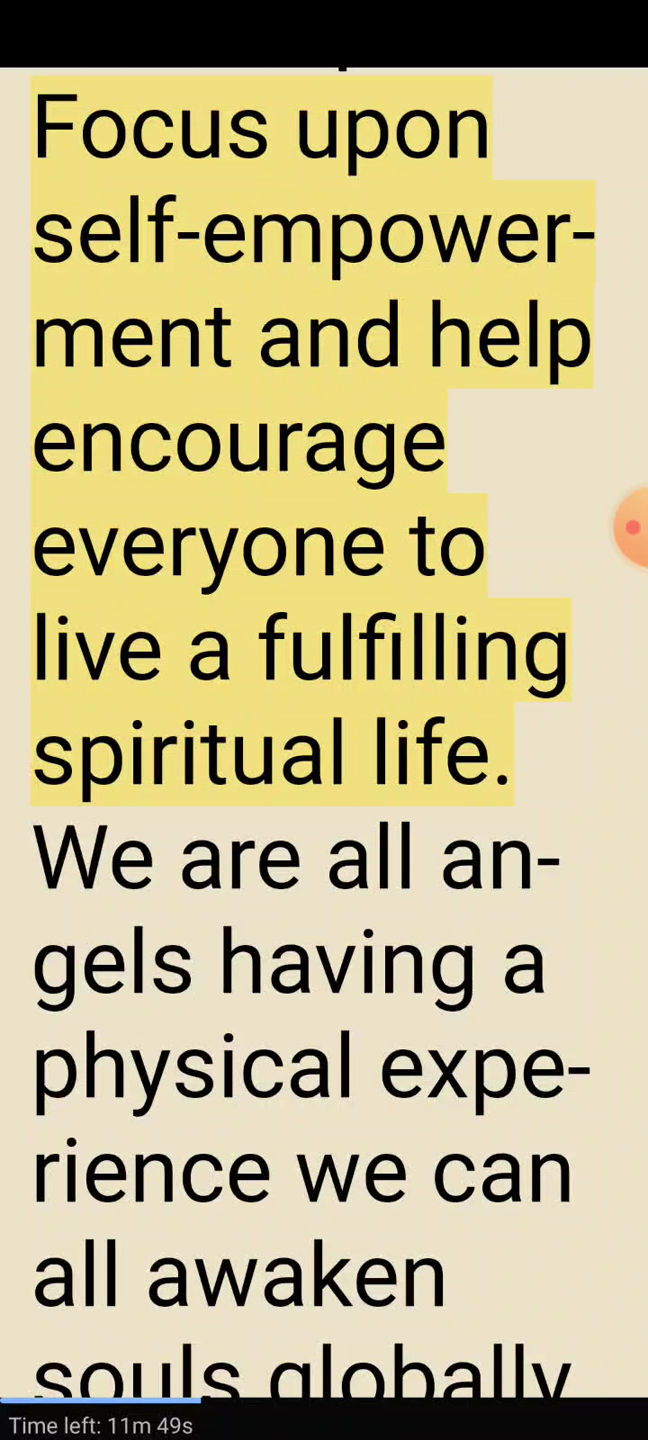 Focus upon
self-empower-
ment and help
encourage
everyone to
live a fulfilling
spiritual life.
We are all an-
gels having a
physical expe-
rience we can
all awaken
souls globally
Time left: 11m 49s